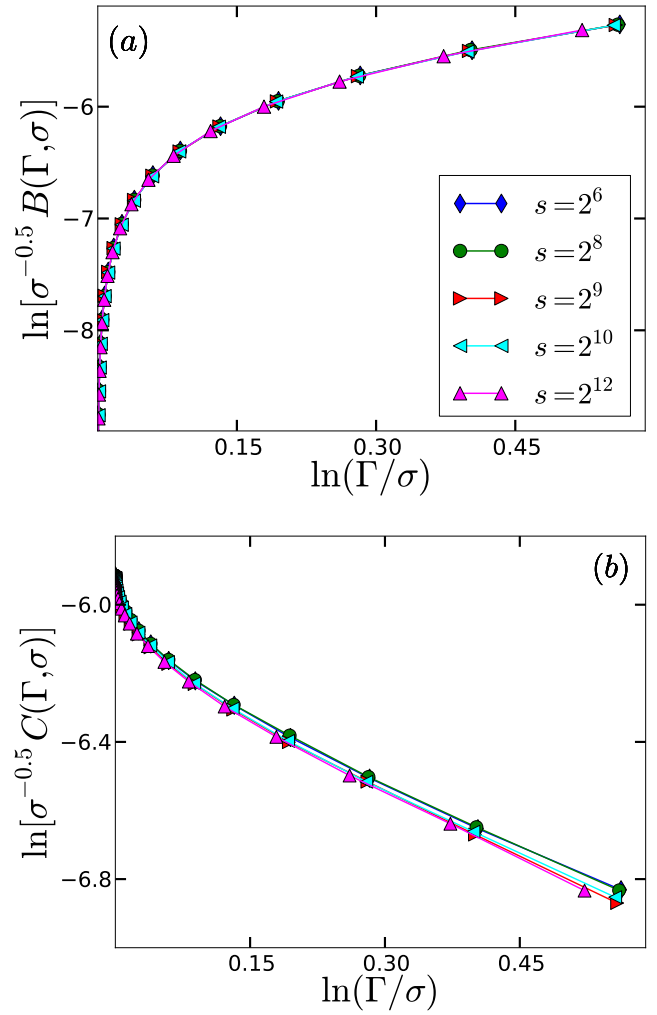 (a)
ln[σ^{-0.5} B(Γ,σ)]
−6
−7
−8
s=2^6
s=2^8
s=2^9
s=2^{10}
s=2^{12}
0.15 0.30 0.45
ln(Γ/σ)
(b)
ln[σ^{-0.5} C(Γ,σ)]
−6.0
−6.4
−6.8
0.15 0.30 0.45
ln(Γ/σ)